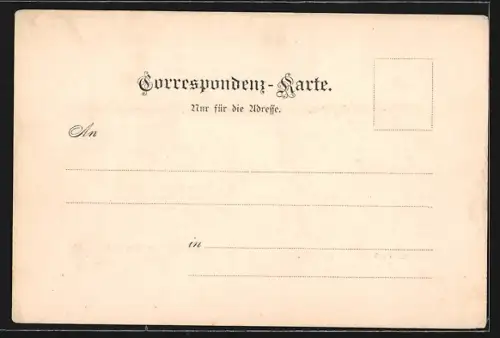 Correspondenz-Karte.
Nur für die Adresse.
An
in